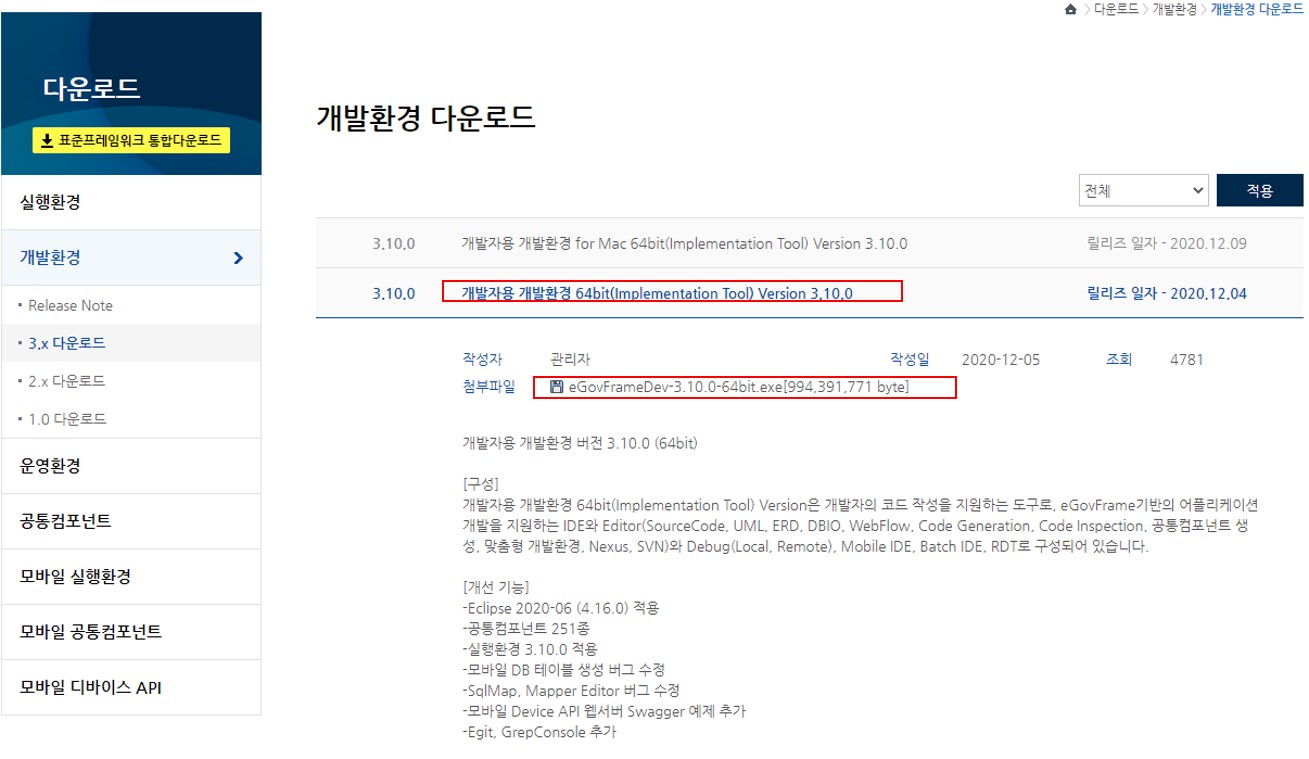 다운로드 > 개발환경 > 개발환경 다운로드
다운로드
표준프레임워크 통합다운로드
실행환경
개발환경
· Release Note
· 3.x 다운로드
· 2.x 다운로드
· 1.0 다운로드
운영환경
공통컴포넌트
모바일 실행환경
모바일 공통컴포넌트
모바일 디바이스 API
개발환경 다운로드
전체 적용
3.10.0 개발자용 개발환경 for Mac 64bit(Implementation Tool) Version 3.10.0 릴리즈 일자 - 2020.12.09
3.10.0 개발자용 개발환경 64bit(Implementation Tool) Version 3.10.0 릴리즈 일자 - 2020.12.04
작성자 관리자 작성일 2020-12-05 조회 4781
첨부파일 eGovFrameDev-3.10.0-64bit.exe[994,391,771 byte]
개발자용 개발환경 버전 3.10.0 (64bit)
[구성]
개발자용 개발환경 64bit(Implementation Tool) Version은 개발자의 코드 작성을 지원하는 도구로, eGovFrame기반의 어플리케이션
개발을 지원하는 IDE와 Editor(SourceCode, UML, ERD, DBIO, WebFlow, Code Generation, Code Inspection, 공통컴포넌트 생
성, 맞춤형 개발환경, Nexus, SVN)와 Debug(Local, Remote), Mobile IDE, Batch IDE, RDT로 구성되어 있습니다.
[개선 기능]
-Eclipse 2020-06 (4.16.0) 적용
-공통컴포넌트 251종
-실행환경 3.10.0 적용
-모바일 DB 테이블 생성 버그 수정
-SqlMap, Mapper Editor 버그 수정
-모바일 Device API 웹서버 Swagger 예제 추가
-Egit, GrepConsole 추가